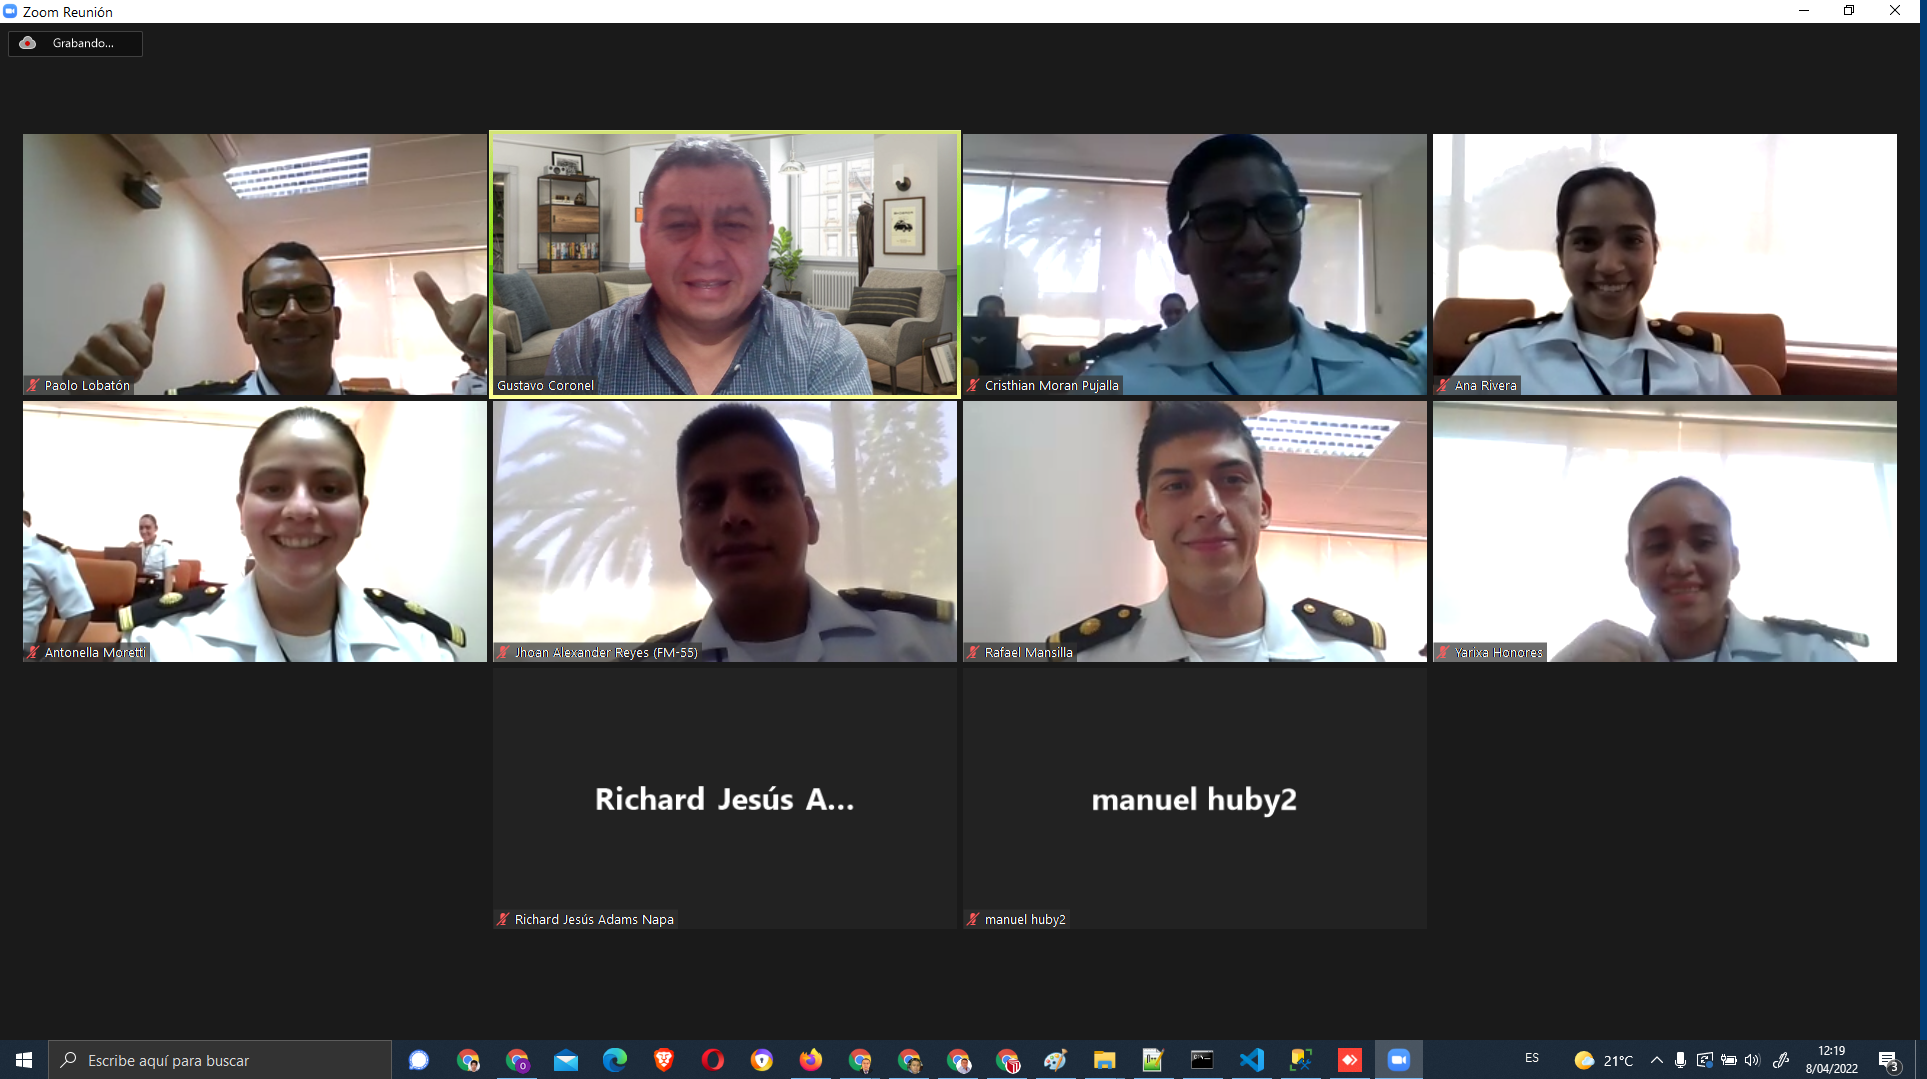 Zoom Reunión
Grabando...
Paolo Lobatón
Gustavo Coronel
Cristhian Moran Pujalla
Ana Rivera
Antonella Moretti
Jhoan Alexander Reyes (FM-55)
Rafael Mansilla
Yarixa Honores
Richard Jesús A...
manuel huby2
Richard Jesús Adams Napa
manuel huby2
Escribe aquí para buscar
ES
21°C
12:19
8/04/2022
3